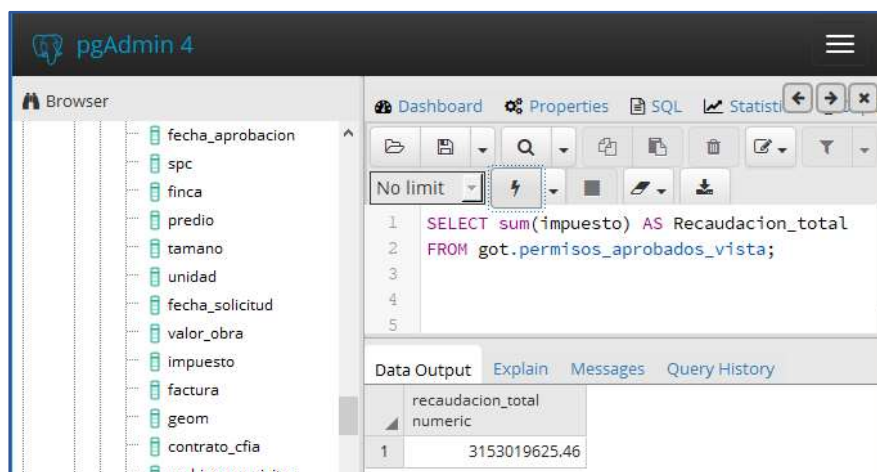 pgAdmin 4
Browser
fecha_aprobacion
spc
finca
predio
tamano
unidad
fecha_solicitud
valor_obra
impuesto
factura
geom
contrato_cfia
Dashboard Properties SQL Statisti
No limit
1 SELECT sum(impuesto) AS Recaudacion_total
2 FROM got.permisos_aprobados_vista;
3
4
5
Data Output Explain Messages Query History
recaudacion_total
numeric
1 3153019625.46